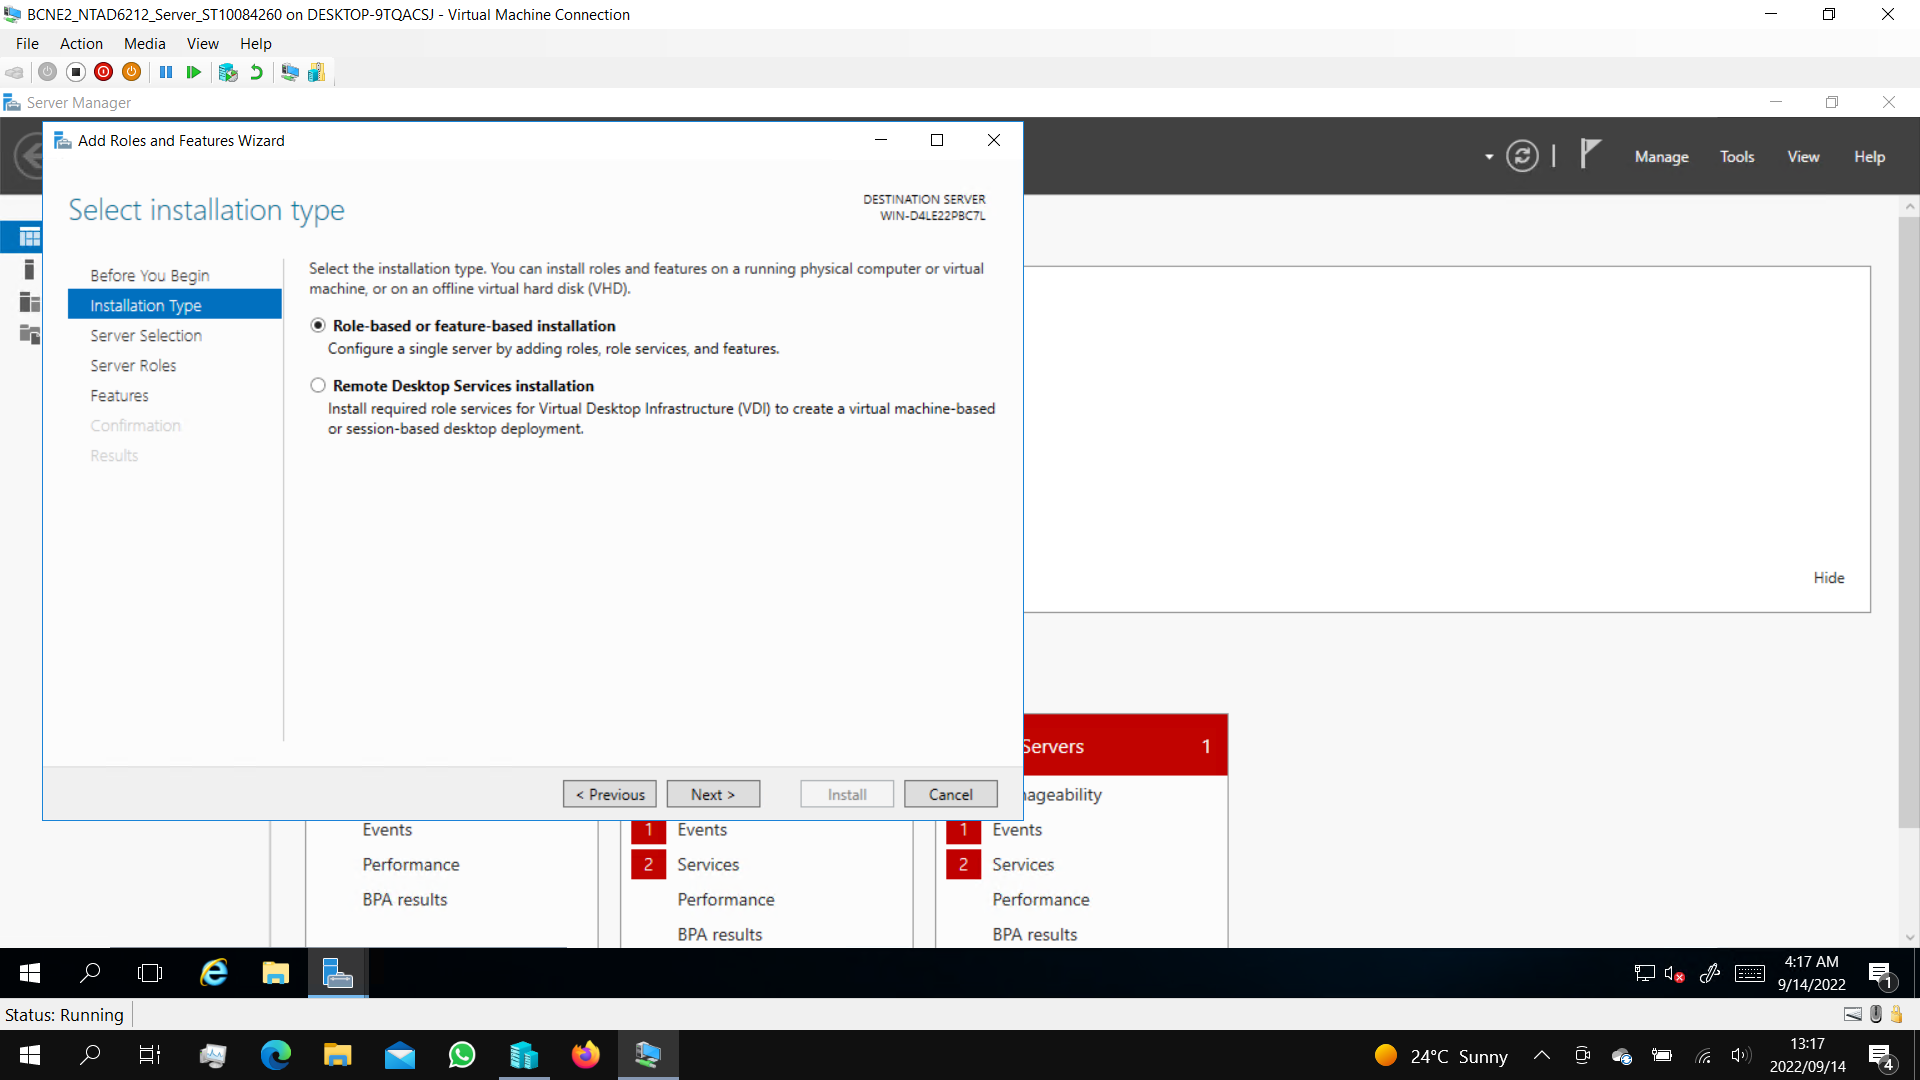 BCNE2_NTAD6212_Server_ST10084260 on DESKTOP-9TQACSJ - Virtual Machine Connection
File Action Media View Help
Server Manager
Add Roles and Features Wizard
Manage Tools View Help
Select installation type
DESTINATION SERVER
WIN-D4LE22PBC7L
Before You Begin
Installation Type
Server Selection
Server Roles
Features
Confirmation
Results
Select the installation type. You can install roles and features on a running physical computer or virtual
machine, or on an offline virtual hard disk (VHD).
Role-based or feature-based installation
Configure a single server by adding roles, role services, and features.
Remote Desktop Services installation
Install required role services for Virtual Desktop Infrastructure (VDI) to create a virtual machine-based
or session-based desktop deployment.
Hide
< Previous Next > Install Cancel
Servers 1
ageability
Events
Performance
BPA results
1 Events
2 Services
Performance
BPA results
1 Events
2 Services
Performance
BPA results
4:17 AM
9/14/2022
1
Status: Running
24°C Sunny
13:17
2022/09/14
4